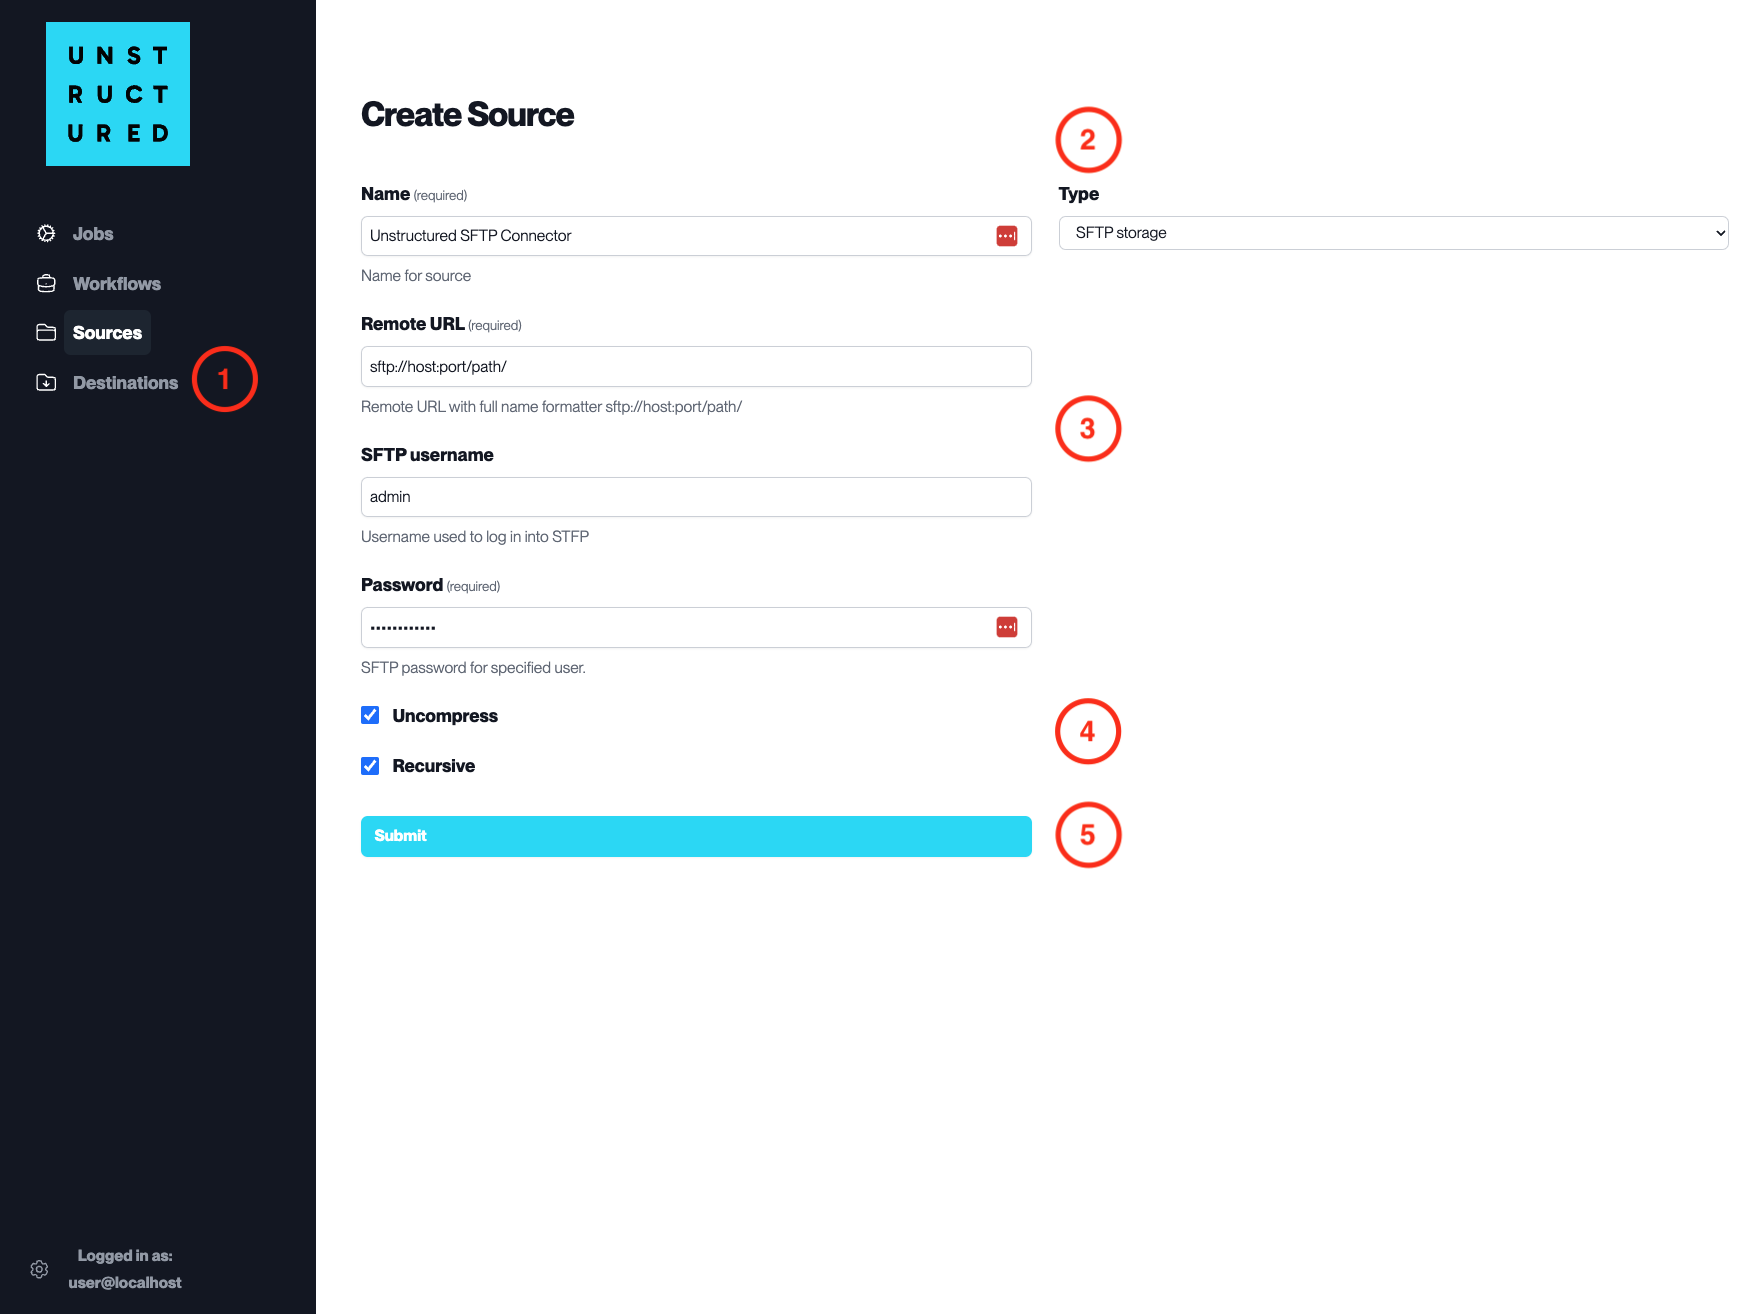 UNST
RUCT
URED
Jobs
Workflows
Sources
Destinations
1
Create Source
2
Name (required)
Type
Unstructured SFTP Connector
SFTP storage
Name for source
Remote URL (required)
sftp://host:port/path/
Remote URL with full name formatter sftp://host:port/path/
3
SFTP username
admin
Username used to log in into STFP
Password (required)
••••••••••••
SFTP password for specified user.
Uncompress
4
Recursive
Submit
5
Logged in as:
user@localhost